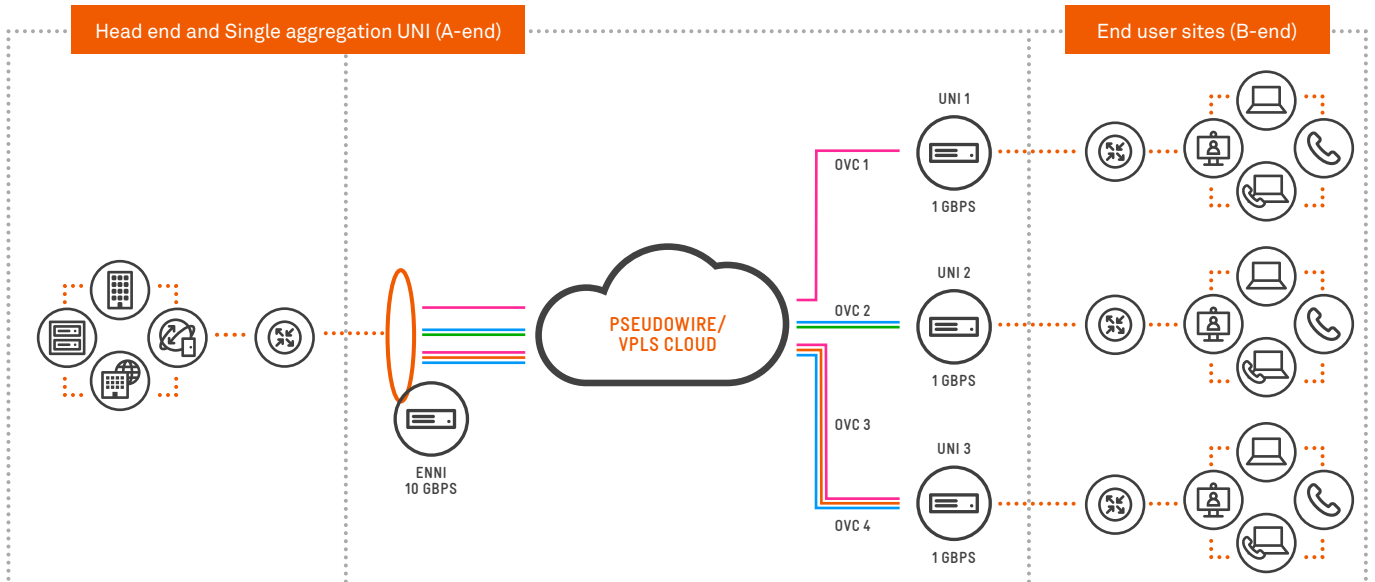 Head end and Single aggregation UNI (A-end)
End user sites (B-end)
UNI 1
OVC 1
1 GBPS
UNI 2
OVC 2
PSEUDOWIRE/
VPLS CLOUD
1 GBPS
OVC 3
UNI 3
ENNI
10 GBPS
OVC 4
1 GBPS